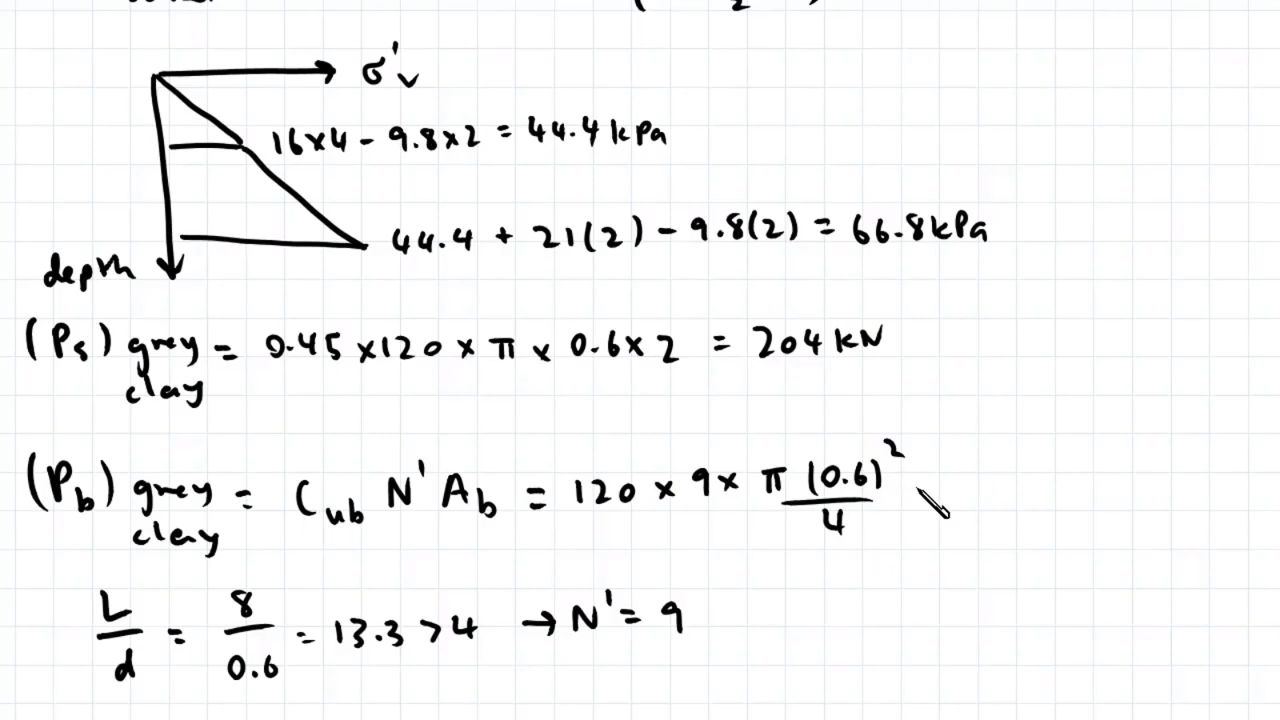 σ'v
16×4 - 9.8×2 = 44.4 kPa
44.4 + 21(2) - 9.8(2) = 66.8 kPa
depth
(Ps) grey clay = 0.45 × 120 × π × 0.6 × 2 = 204 kN
(Pb) grey clay = Cub N' Ab = 120 × 9 × π (0.6)² / 4
L/d = 8/0.6 = 13.3 > 4 → N' = 9